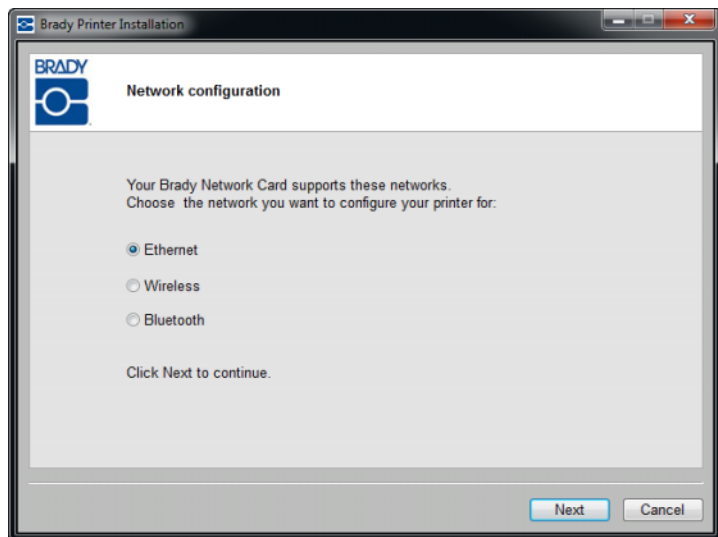 Brady Printer Installation
BRADY
Network configuration
Your Brady Network Card supports these networks.
Choose the network you want to configure your printer for:
Ethernet
Wireless
Bluetooth
Click Next to continue.
Next
Cancel